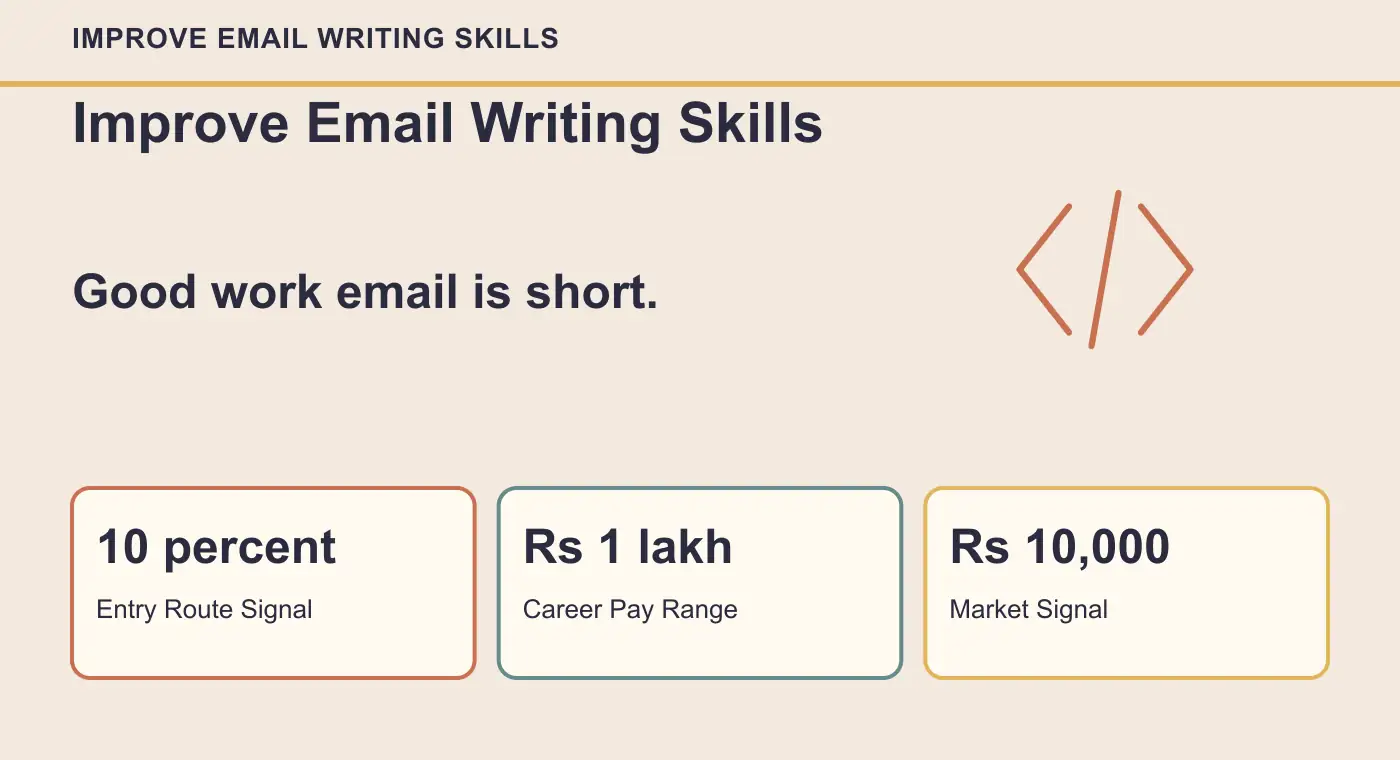 IMPROVE EMAIL WRITING SKILLS
Improve Email Writing Skills
Good work email is short.
10 percent
Entry Route Signal
Rs 1 lakh
Career Pay Range
Rs 10,000
Market Signal